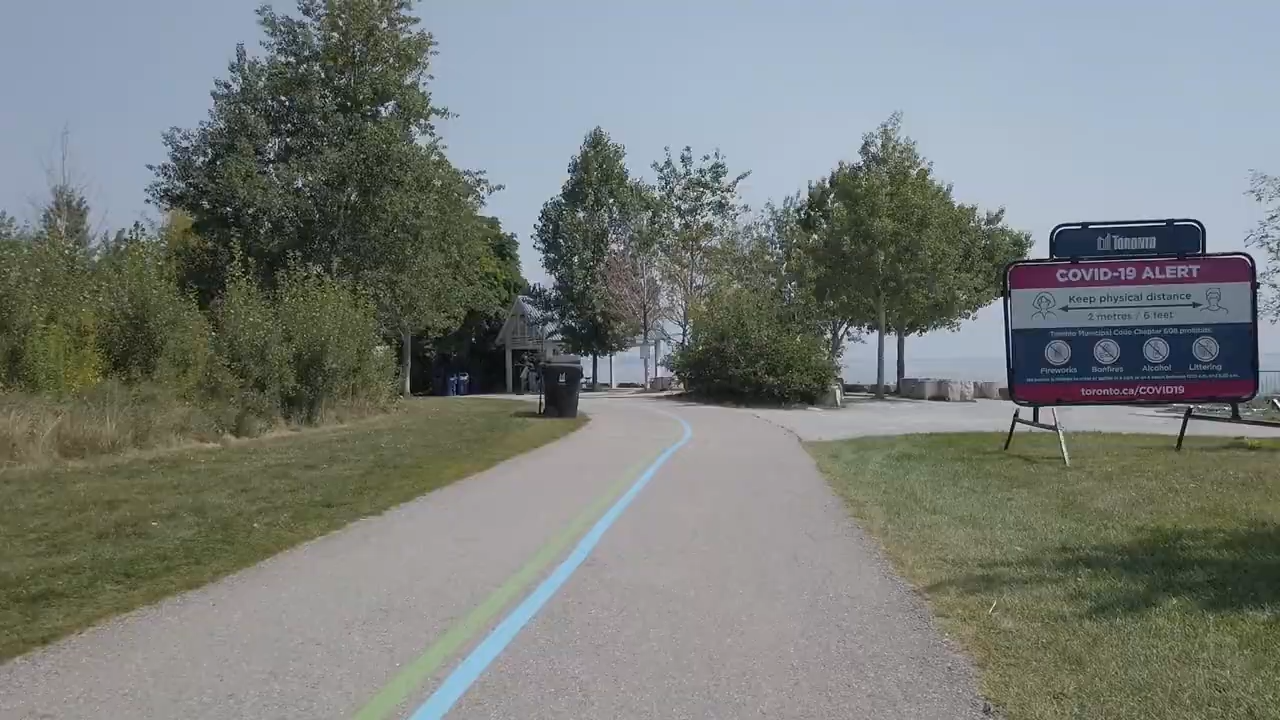 TORONTO
COVID-19 ALERT
Keep physical distance
2 metres / 6 feet
Toronto Municipal Code Chapter 608 prohibits:
Fireworks Bonfires Alcohol Littering
toronto.ca/COVID19